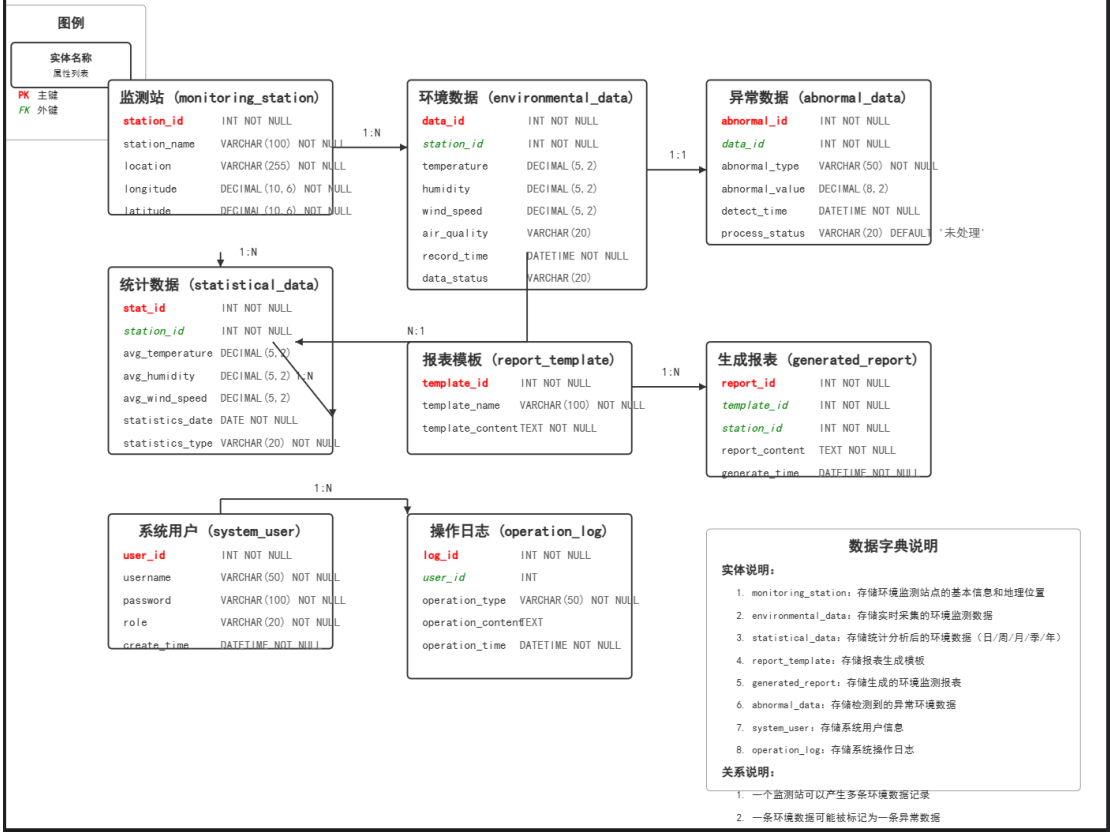 图例
实体名称
属性列表
PK 主键
FK 外键
监测站 (monitoring_station)
station_id INT NOT NULL
station_name VARCHAR(100) NOT NULL
location VARCHAR(255) NOT NULL
longitude DECIMAL(10,6) NOT NULL
latitude DECIMAL(10,6) NOT NULL
1:N
环境数据 (environmental_data)
data_id INT NOT NULL
station_id INT NOT NULL
temperature DECIMAL(5,2)
humidity DECIMAL(5,2)
wind_speed DECIMAL(5,2)
air_quality VARCHAR(20)
record_time DATETIME NOT NULL
data_status VARCHAR(20)
1:1
异常数据 (abnormal_data)
abnormal_id INT NOT NULL
data_id INT NOT NULL
abnormal_type VARCHAR(50) NOT NULL
abnormal_value DECIMAL(8,2)
detect_time DATETIME NOT NULL
process_status VARCHAR(20) DEFAULT '未处理'
1:N
统计数据 (statistical_data)
stat_id INT NOT NULL
station_id INT NOT NULL
avg_temperature DECIMAL(5,2)
avg_humidity DECIMAL(5,2)
avg_wind_speed DECIMAL(5,2)
statistics_date DATE NOT NULL
statistics_type VARCHAR(20) NOT NULL
1:N
N:1
报表模板 (report_template)
template_id INT NOT NULL
template_name VARCHAR(100) NOT NULL
template_content TEXT NOT NULL
1:N
生成报表 (generated_report)
report_id INT NOT NULL
template_id INT NOT NULL
station_id INT NOT NULL
report_content TEXT NOT NULL
generate_time DATETIME NOT NULL
1:N
系统用户 (system_user)
user_id INT NOT NULL
username VARCHAR(50) NOT NULL
password VARCHAR(100) NOT NULL
role VARCHAR(20) NOT NULL
create_time DATETIME NOT NULL
操作日志 (operation_log)
log_id INT NOT NULL
user_id INT
operation_type VARCHAR(50) NOT NULL
operation_content TEXT
operation_time DATETIME NOT NULL
数据字典说明
实体说明：
1. monitoring_station：存储环境监测站点的基本信息和地理位置
2. environmental_data：存储实时采集的环境监测数据
3. statistical_data：存储统计分析后的环境数据（日/周/月/季/年）
4. report_template：存储报表生成模板
5. generated_report：存储生成的环境监测报表
6. abnormal_data：存储检测到的异常环境数据
7. system_user：存储系统用户信息
8. operation_log：存储系统操作日志
关系说明：
1. 一个监测站可以产生多条环境数据记录
2. 一条环境数据可能被标记为一条异常数据